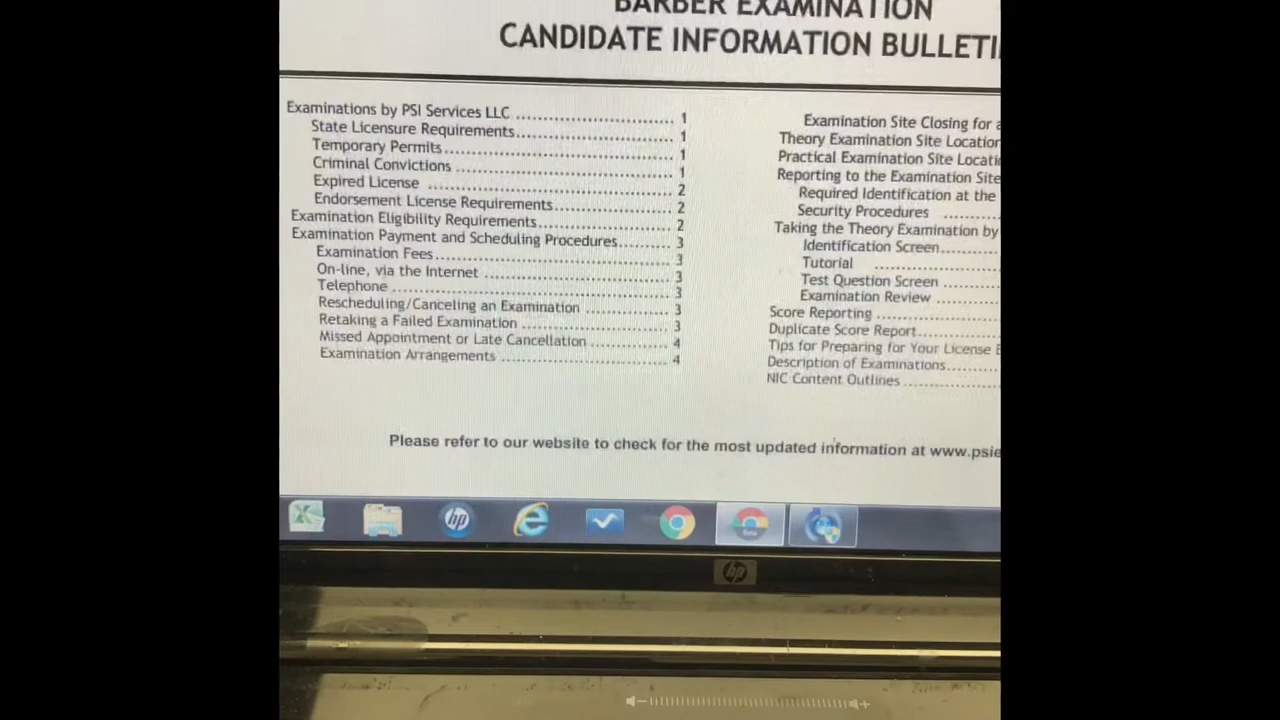 BARBER EXAMINATION
CANDIDATE INFORMATION BULLETI
Examinations by PSI Services LLC ........................................ 1
State Licensure Requirements........................................ 1
Temporary Permits ........................................ 1
Criminal Convictions ........................................ 1
Expired License ........................................ 2
Endorsement License Requirements........................................ 2
Examination Eligibility Requirements........................................ 2
Examination Payment and Scheduling Procedures............ 3
Examination Fees ........................................ 3
On-line, via the Internet ........................................ 3
Telephone ........................................ 3
Rescheduling/Canceling an Examination .................... 3
Retaking a Failed Examination .............................. 3
Missed Appointment or Late Cancellation .................. 4
Examination Arrangements .................................. 4
Examination Site Closing for a
Theory Examination Site Location
Practical Examination Site Locati
Reporting to the Examination Site
Required Identification at the
Security Procedures ............
Taking the Theory Examination by
Identification Screen............
Tutorial ........................
Test Question Screen ............
Examination Review ..............
Score Reporting ........................
Duplicate Score Report..................
Tips for Preparing for Your License E
Description of Examinations............
NIC Content Outlines ....................
Please refer to our website to check for the most updated information at www.psie
hp
Beta
hp